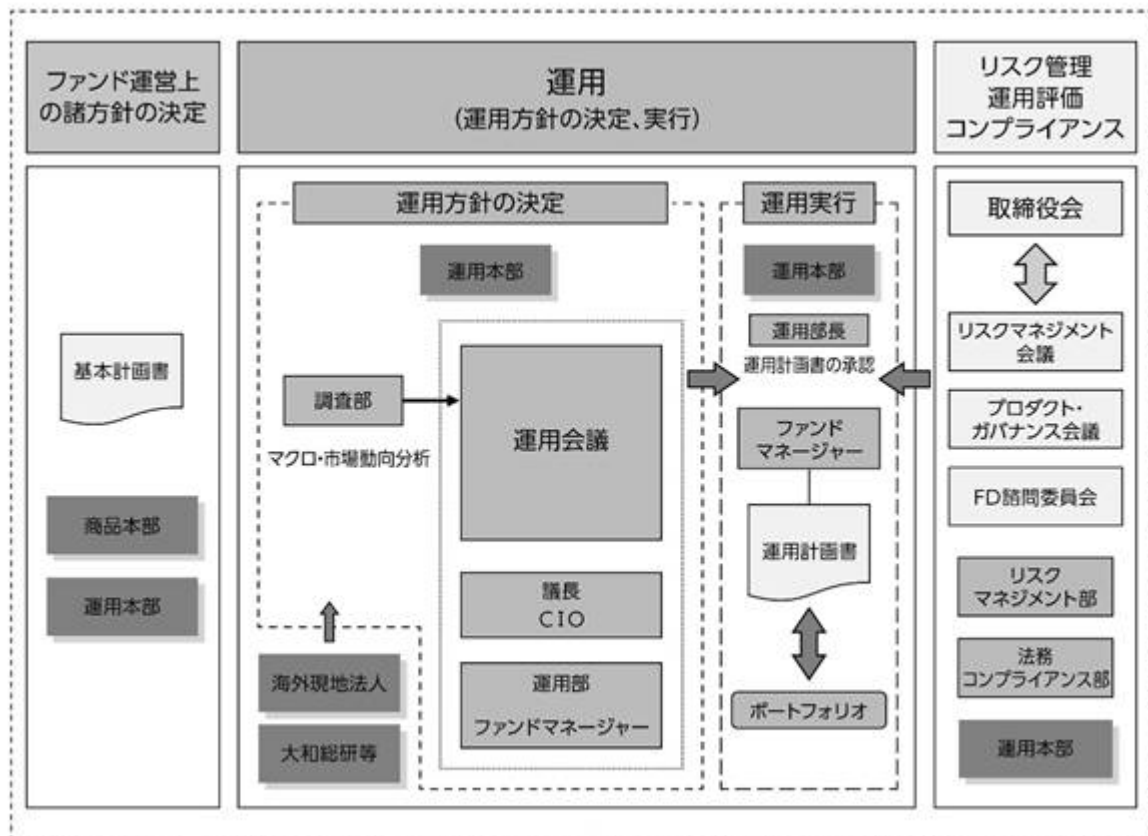 ファンド運営上
の諸方針の決定
運用
(運用方針の決定、実行)
リスク管理
運用評価
コンプライアンス
基本計画書
商品本部
運用本部
運用方針の決定
運用本部
調査部
マクロ・市場動向分析
運用会議
議長
CIO
運用部
ファンドマネージャー
海外現地法人
大和総研等
運用実行
運用本部
運用部長
運用計画書の承認
ファンド
マネージャー
運用計画書
ポートフォリオ
取締役会
リスクマネジメント
会議
プロダクト・
ガバナンス会議
FD諮問委員会
リスク
マネジメント部
法務
コンプライアンス部
運用本部